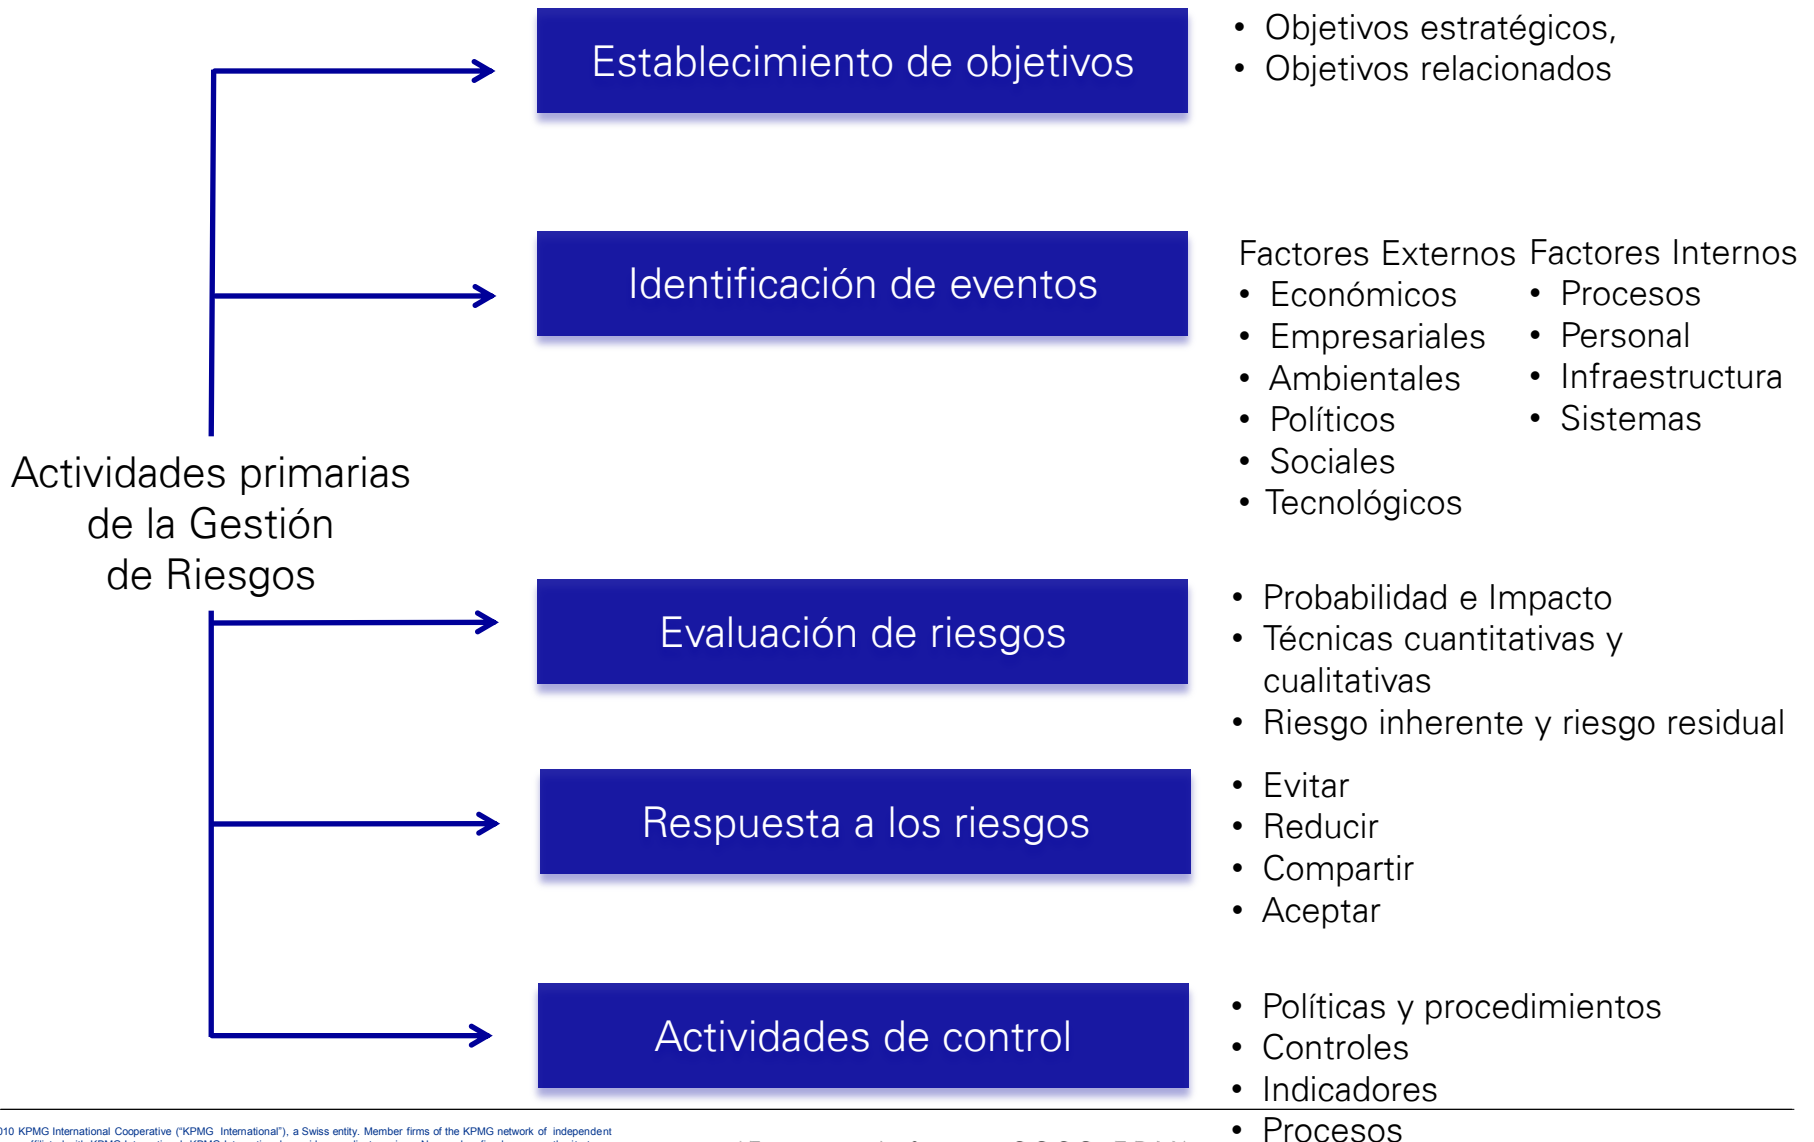 Establecimiento de objetivos
• Objetivos estratégicos,
• Objetivos relacionados
Identificación de eventos
Factores Externos
• Económicos
• Empresariales
• Ambientales
• Políticos
• Sociales
• Tecnológicos
Factores Internos
• Procesos
• Personal
• Infraestructura
• Sistemas
Actividades primarias
de la Gestión
de Riesgos
Evaluación de riesgos
• Probabilidad e Impacto
• Técnicas cuantitativas y
cualitativas
• Riesgo inherente y riesgo residual
Respuesta a los riesgos
• Evitar
• Reducir
• Compartir
• Aceptar
Actividades de control
• Políticas y procedimientos
• Controles
• Indicadores
• Procesos
10 KPMG International Cooperative (“KPMG International”), a Swiss entity. Member firms of the KPMG network of independent